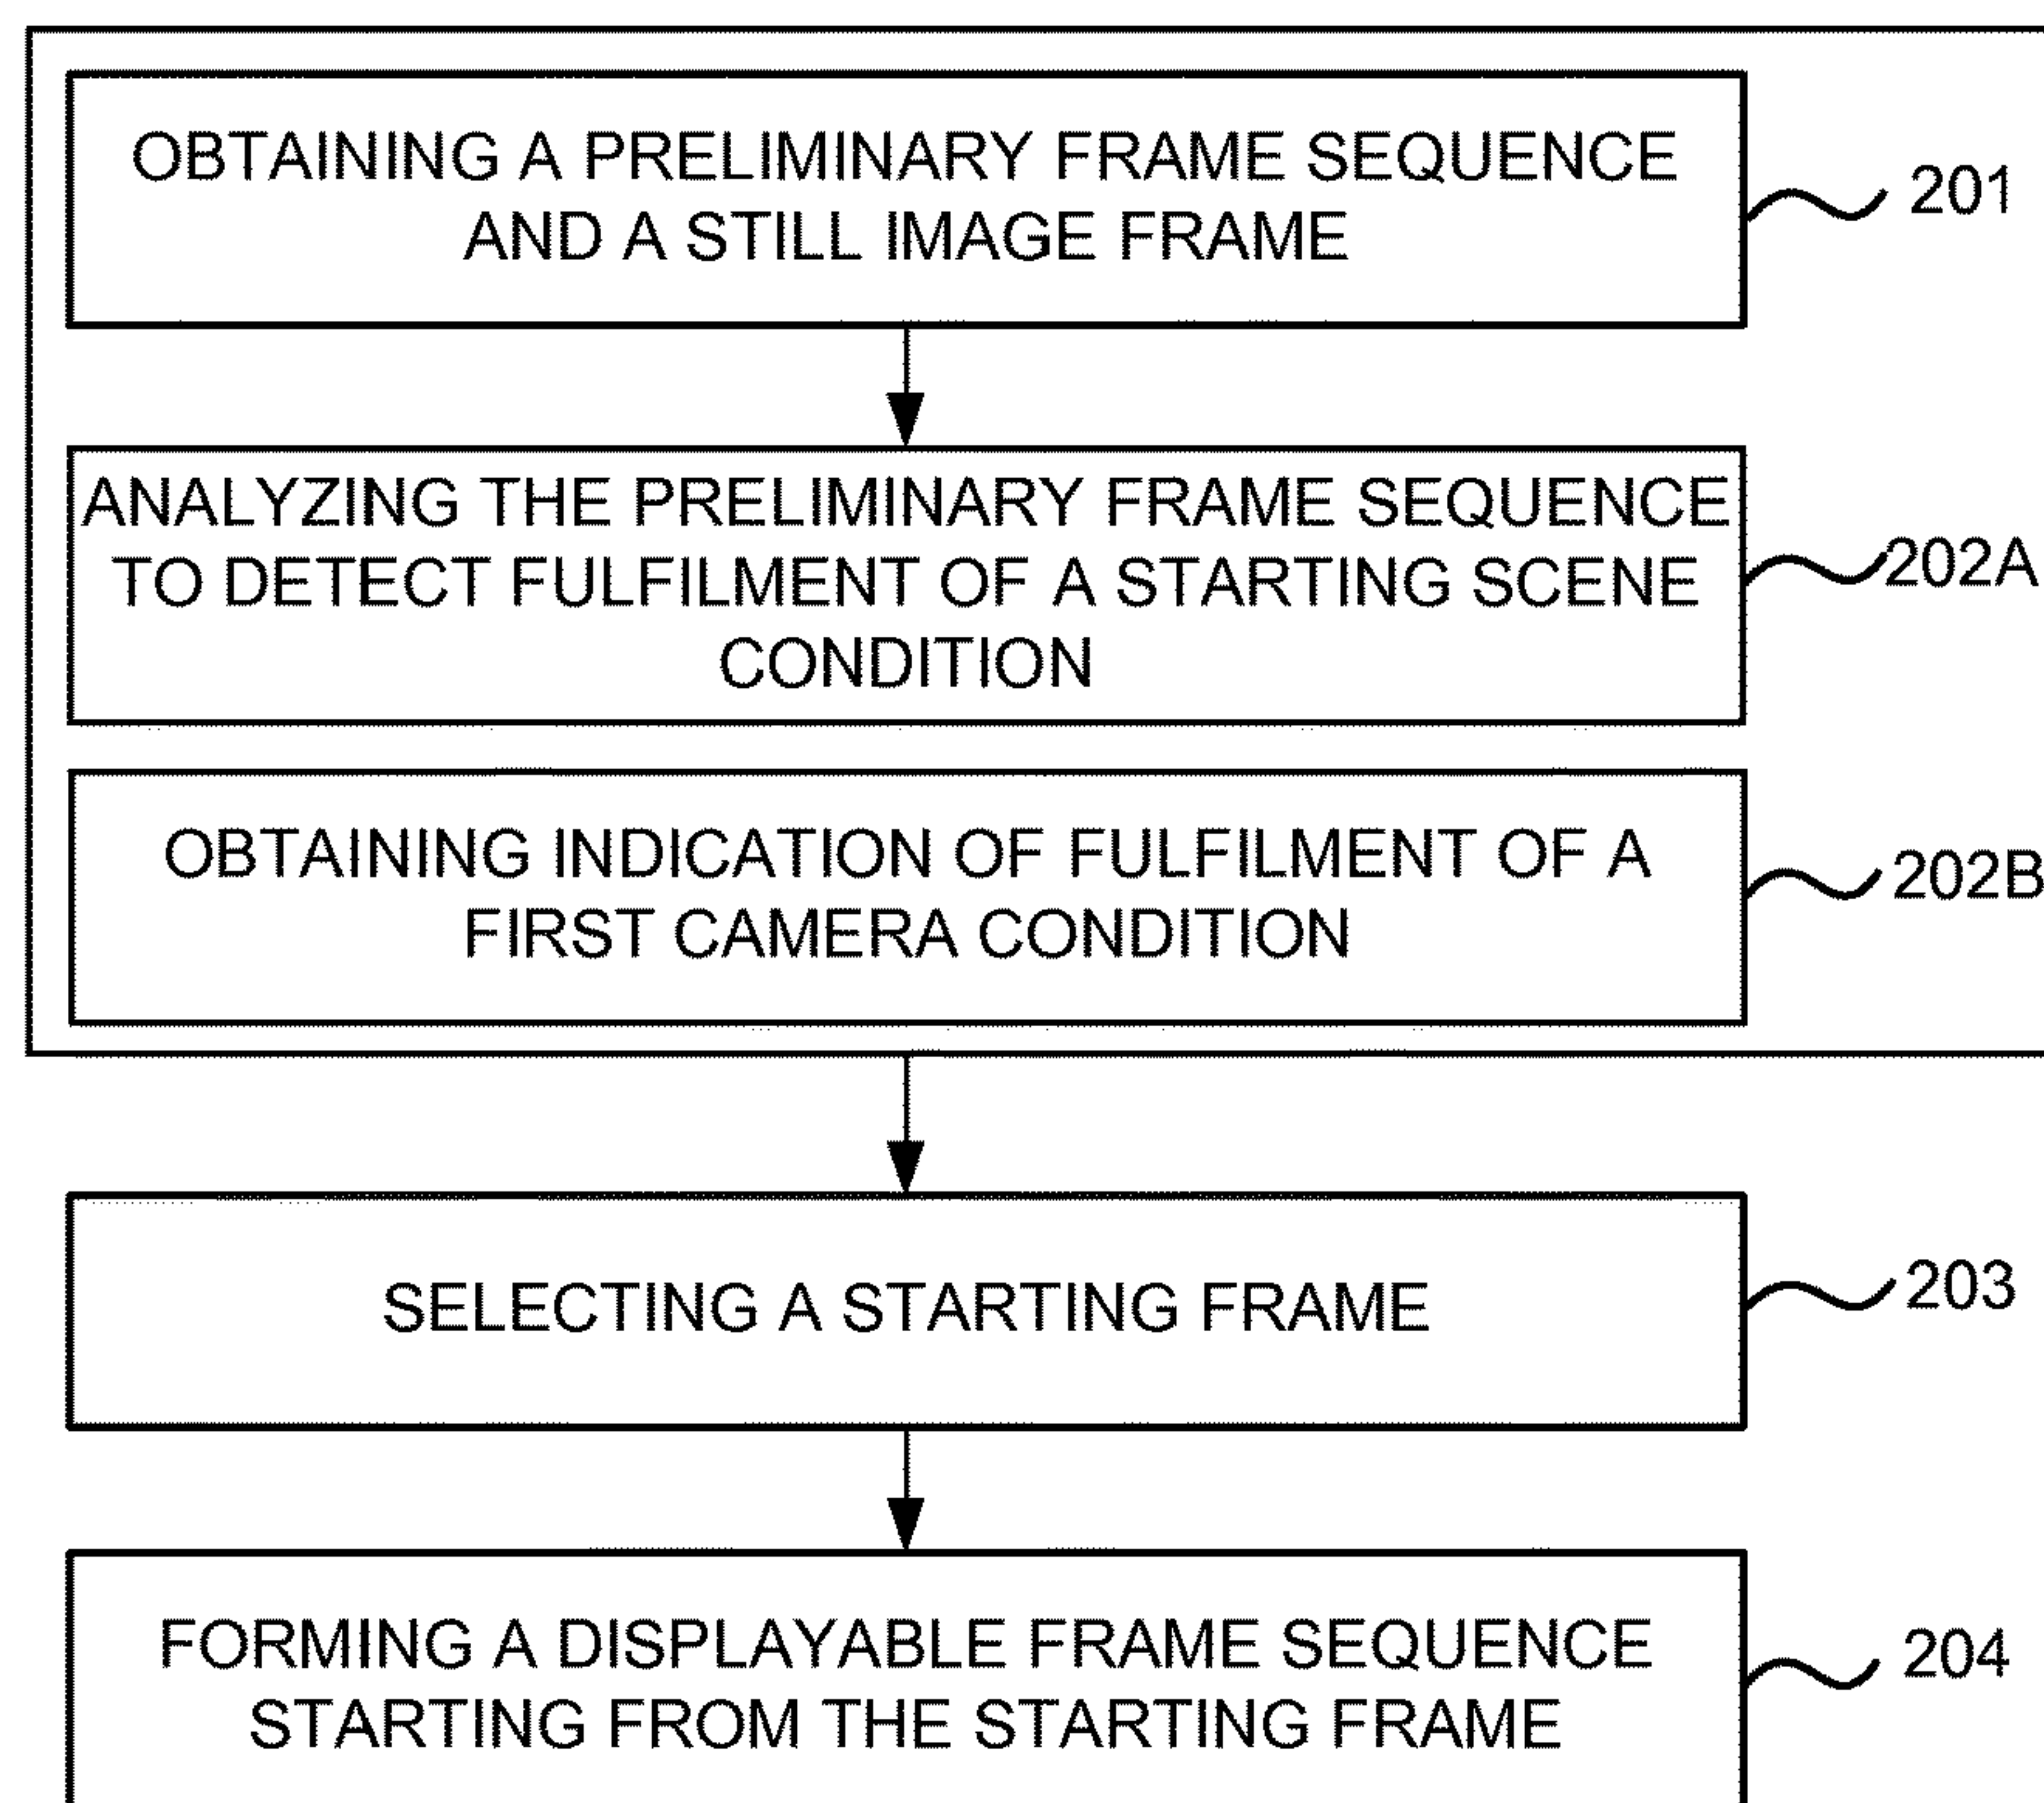 OBTAINING A PRELIMINARY FRAME SEQUENCE
AND A STILL IMAGE FRAME
201
ANALYZING THE PRELIMINARY FRAME SEQUENCE
TO DETECT FULFILMENT OF A STARTING SCENE
CONDITION
202A
OBTAINING INDICATION OF FULFILMENT OF A
FIRST CAMERA CONDITION
202B
SELECTING A STARTING FRAME
203
FORMING A DISPLAYABLE FRAME SEQUENCE
STARTING FROM THE STARTING FRAME
204